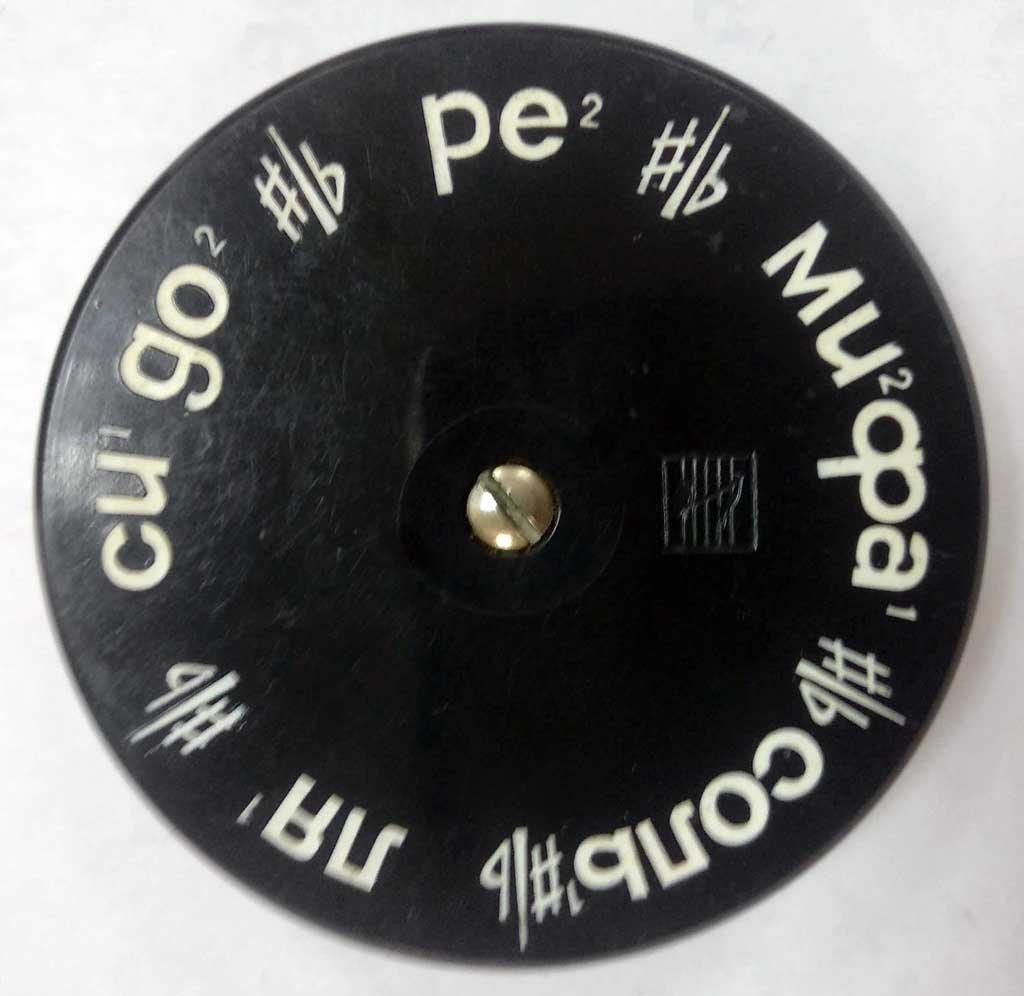 фа¹
#/b
соль¹
#/b
ля¹
#/b
си¹
до²
#/b
ре²
#/b
ми²